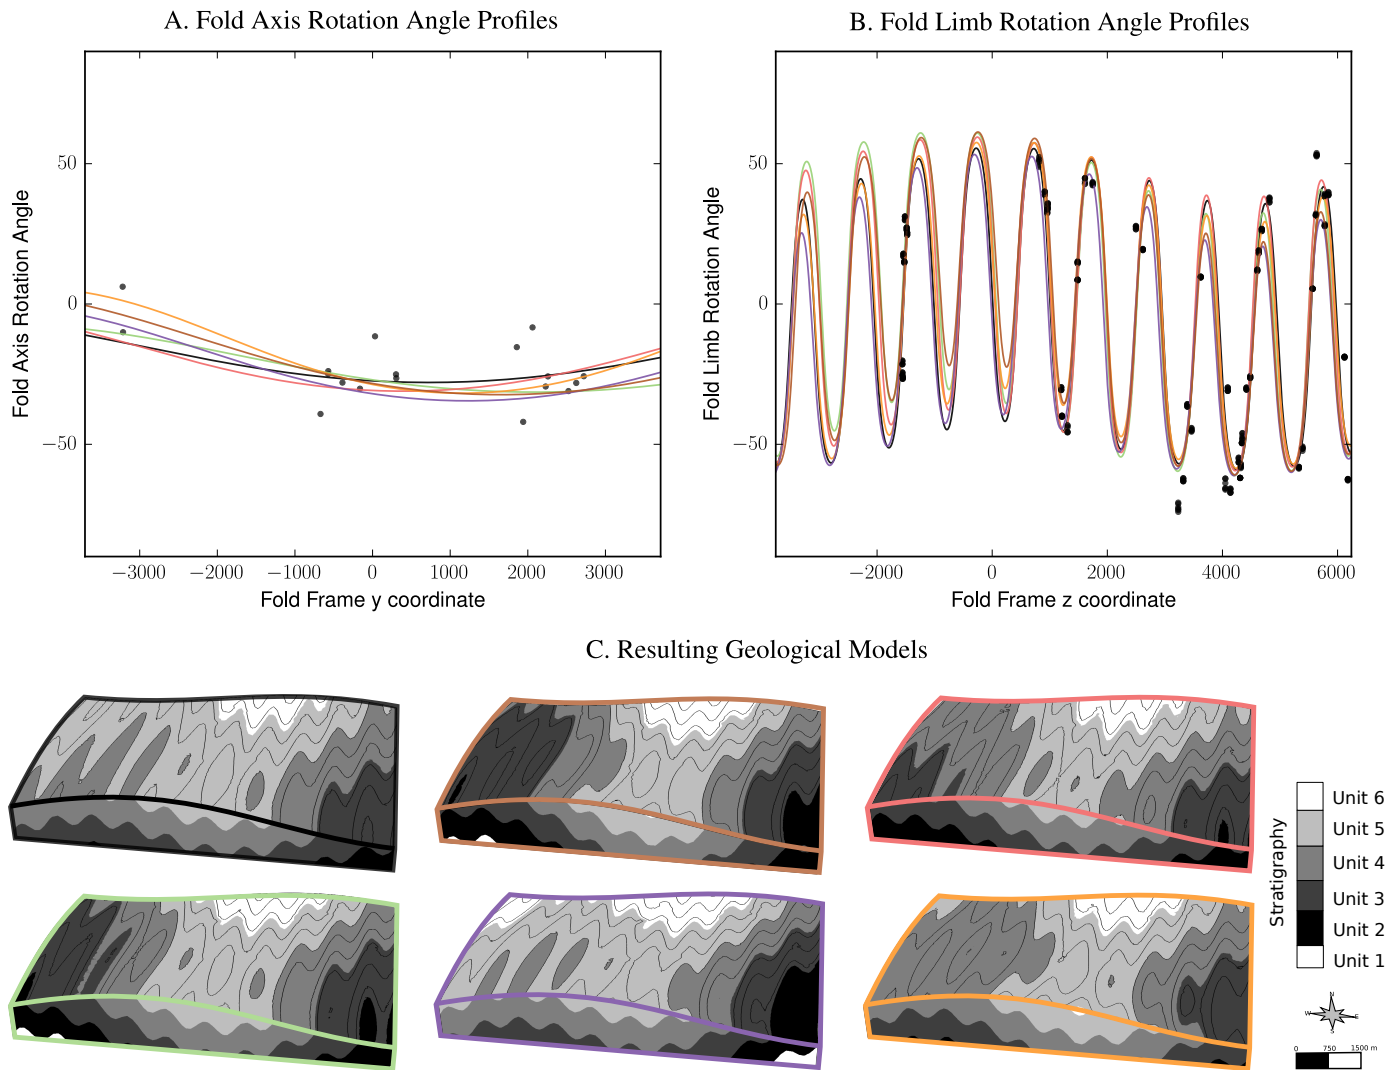 A. Fold Axis Rotation Angle Profiles
B. Fold Limb Rotation Angle Profiles
Fold Axis Rotation Angle
50
0
−50
−3000
−2000
−1000
0
1000
2000
3000
Fold Frame y coordinate
Fold Limb Rotation Angle
50
0
−50
−2000
0
2000
4000
6000
Fold Frame z coordinate
C. Resulting Geological Models
Stratigraphy
Unit 6
Unit 5
Unit 4
Unit 3
Unit 2
Unit 1
N
W
E
0 750 1500 m